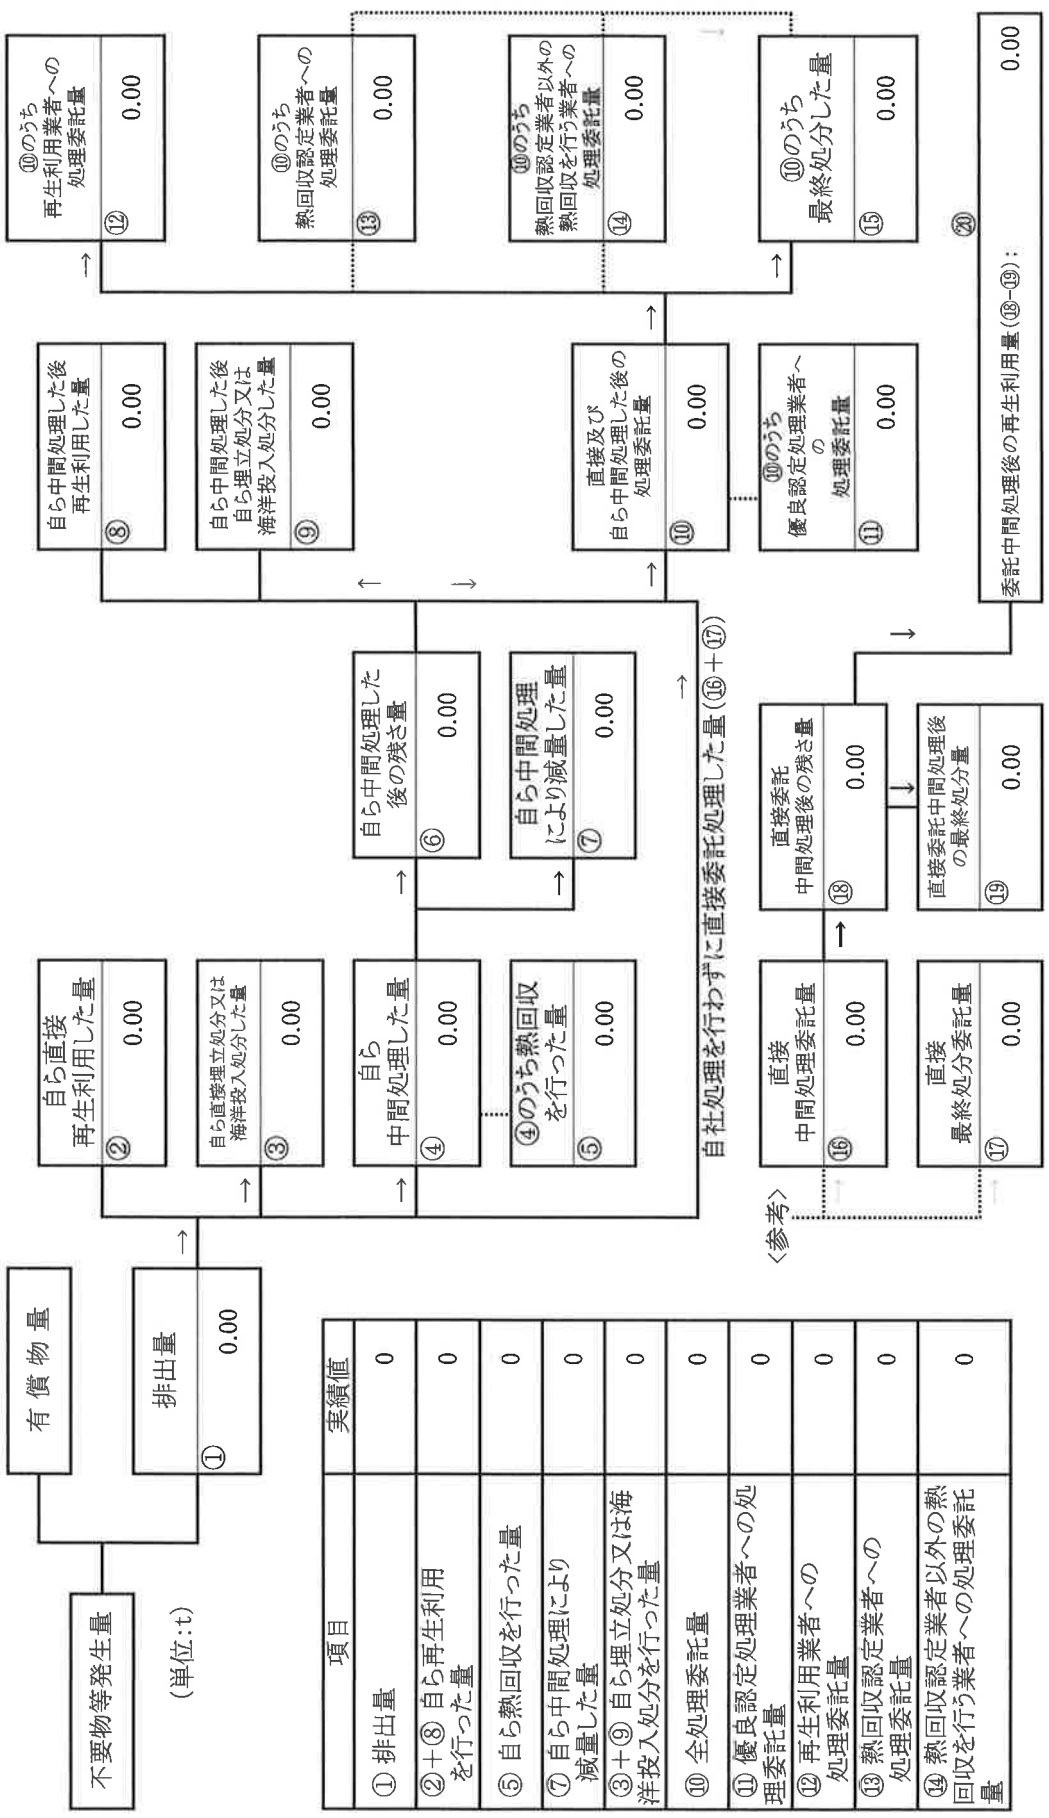 不要物等発生量
(単位:t)
有償物量
排出量
①
0.00
自ら直接
再生利用した量
②
0.00
自ら直接埋立処分又は
海洋投入処分した量
③
0.00
自ら
中間処理した量
④
0.00
④のうち熱回収
を行った量
⑤
0.00
自ら中間処理した
後の残さ量
⑥
0.00
自ら中間処理
により減量した量
⑦
0.00
自ら中間処理した後
再生利用した量
⑧
0.00
自ら中間処理した後
自ら埋立処分又は
海洋投入処分した量
⑨
0.00
直接及び
自ら中間処理した後の
処理委託量
⑩
0.00
⑩のうち
優良認定処理業者へ
の
処理委託量
⑪
0.00
⑩のうち
再生利用業者への
処理委託量
⑫
0.00
⑩のうち
熱回収認定業者への
処理委託量
⑬
0.00
⑩のうち
熱回収認定業者以外の
熱回収を行う業者への
処理委託量
⑭
0.00
⑩のうち
最終処分した量
⑮
0.00
自社処理を行わずに直接委託処理した量(⑯+⑰)
<参考>
直接
中間処理委託量
⑯
0.00
直接
最終処分委託量
⑰
0.00
直接委託
中間処理後の残さ量
⑱
0.00
直接委託中間処理後
の最終処分量
⑲
0.00
⑳
委託中間処理後の再生利用量(⑱-⑲):
0.00
項目 実績値
①排出量 0
②+⑧ 自ら再生利用
を行った量 0
⑤ 自ら熱回収を行った量 0
⑦ 自ら中間処理により
減量した量 0
③+⑨ 自ら埋立処分又は海
洋投入処分を行った量 0
⑩ 全処理委託量 0
⑪ 優良認定処理業者への処
理委託量 0
⑫ 再生利用業者への
処理委託量 0
⑬ 熱回収認定業者への
処理委託量 0
⑭ 熱回収認定業者以外の熱
回収を行う業者への処理委託
量 0